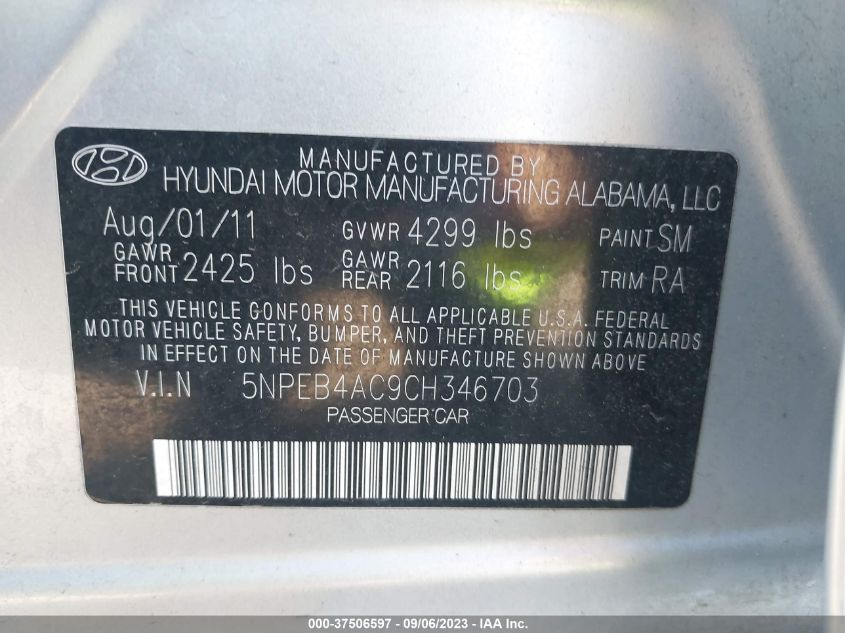 MANUFACTURED BY
HYUNDAI MOTOR MANUFACTURING ALABAMA, LLC
Aug/01/11 GVWR 4299 lbs PAINT SM
GAWR FRONT 2425 lbs GAWR REAR 2116 lbs TRIM RA
THIS VEHICLE CONFORMS TO ALL APPLICABLE U.S.A. FEDERAL
MOTOR VEHICLE SAFETY, BUMPER, AND THEFT PREVENTION STANDARDS
IN EFFECT ON THE DATE OF MANUFACTURE SHOWN ABOVE
V.I.N 5NPEB4AC9CH346703
PASSENGER CAR
000-37506597 - 09/06/2023 - IAA Inc.